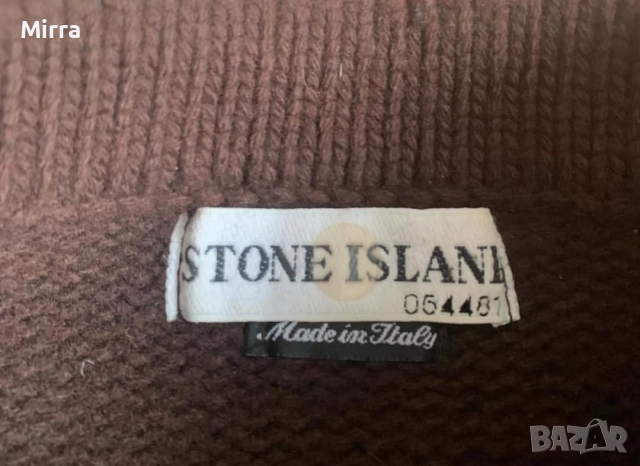 Mirra
STONE ISLAND
054481
Made in Italy
BAZAR